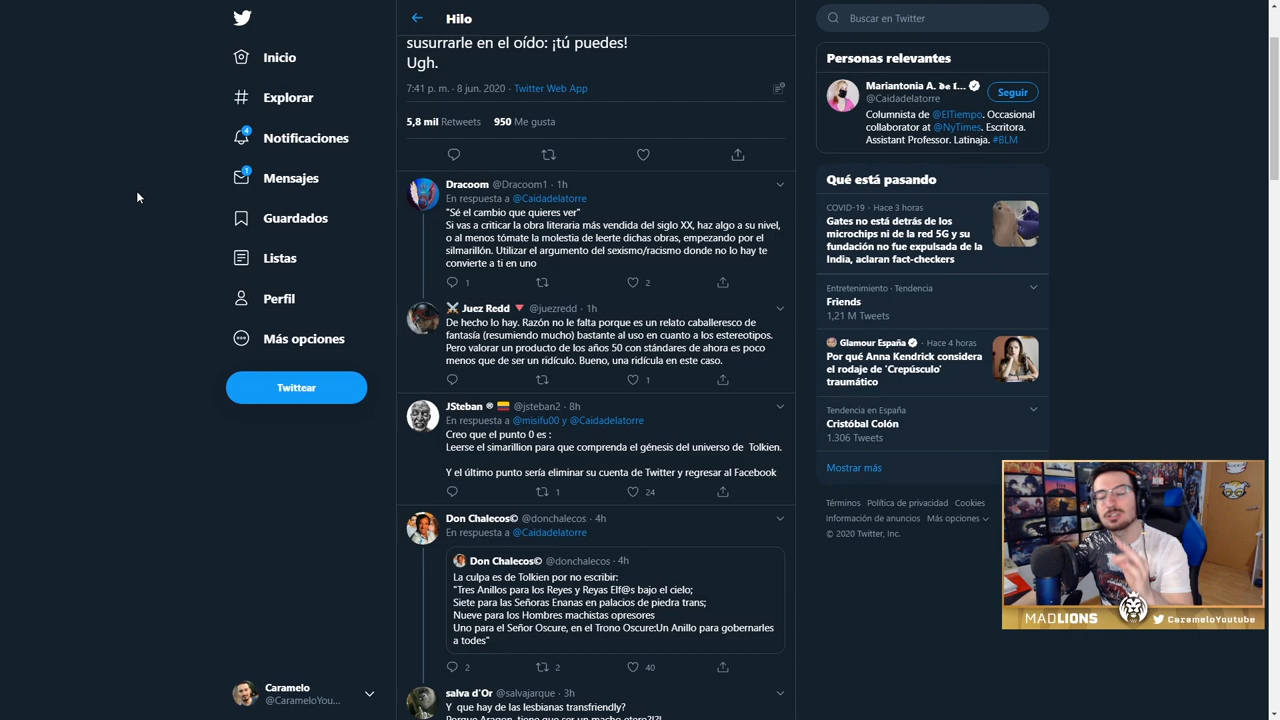 Inicio
Explorar
4
Notificaciones
1
Mensajes
Guardados
Listas
Perfil
Más opciones
Twittear
Caramelo
@CarameloYou...
Hilo
susurrarle en el oído: ¡tú puedes!
Ugh.
7:41 p. m. · 8 jun. 2020 · Twitter Web App
5,8 mil Retweets 950 Me gusta
Dracoom @Dracoom1 · 1h
En respuesta a @Caidadelatorre
"Sé el cambio que quieres ver"
Si vas a criticar la obra literaria más vendida del siglo XX, haz algo a su nivel,
o al menos tómate la molestia de leerte dichas obras, empezando por el
silmarillón. Utilizar el argumento del sexismo/racismo donde no lo hay te
convierte a ti en uno
1 2
Juez Redd @juezredd · 1h
De hecho lo hay. Razón no le falta porque es un relato caballeresco de
fantasía (resumiendo mucho) bastante al uso en cuanto a los estereotipos.
Pero valorar un producto de los años 50 con stándares de ahora es poco
menos que de ser un ridículo. Bueno, una ridícula en este caso.
1
JSteban ® @jsteban2 · 8h
En respuesta a @misifu00 y @Caidadelatorre
Creo que el punto 0 es :
Leerse el simarillion para que comprenda el génesis del universo de Tolkien.
Y el último punto sería eliminar su cuenta de Twitter y regresar al Facebook
1 24
Don Chalecos© @donchalecos · 4h
En respuesta a @Caidadelatorre
Don Chalecos© @donchalecos · 4h
La culpa es de Tolkien por no escribir:
"Tres Anillos para los Reyes y Reyas Elf@s bajo el cielo;
Siete para las Señoras Enanas en palacios de piedra trans;
Nueve para los Hombres machistas opresores
Uno para el Señor Oscure, en el Trono Oscure:Un Anillo para gobernarles
a todes"
2 2 40
salva d'Or @salvajarque · 3h
Y que hay de las lesbianas transfriendly?
Porque Aragon, tiene que ser un macho etero?!?!
Buscar en Twitter
Personas relevantes
Mariantonia A. De I...
@Caidadelatorre
Seguir
Columnista de @ElTiempo. Occasional
collaborator at @NyTimes. Escritora.
Assistant Professor. Latinaja. #BLM
Qué está pasando
COVID-19 · Hace 3 horas
Gates no está detrás de los
microchips ni de la red 5G y su
fundación no fue expulsada de la
India, aclaran fact-checkers
Entretenimiento · Tendencia
Friends
1,21 M Tweets
Glamour España · Hace 4 horas
Por qué Anna Kendrick considera
el rodaje de 'Crepúsculo'
traumático
Tendencia en España
Cristóbal Colón
1.306 Tweets
Mostrar más
Términos Política de privacidad Cookies
Información de anuncios Más opciones
© 2020 Twitter, Inc.
MADLIONS
CarameloYoutube